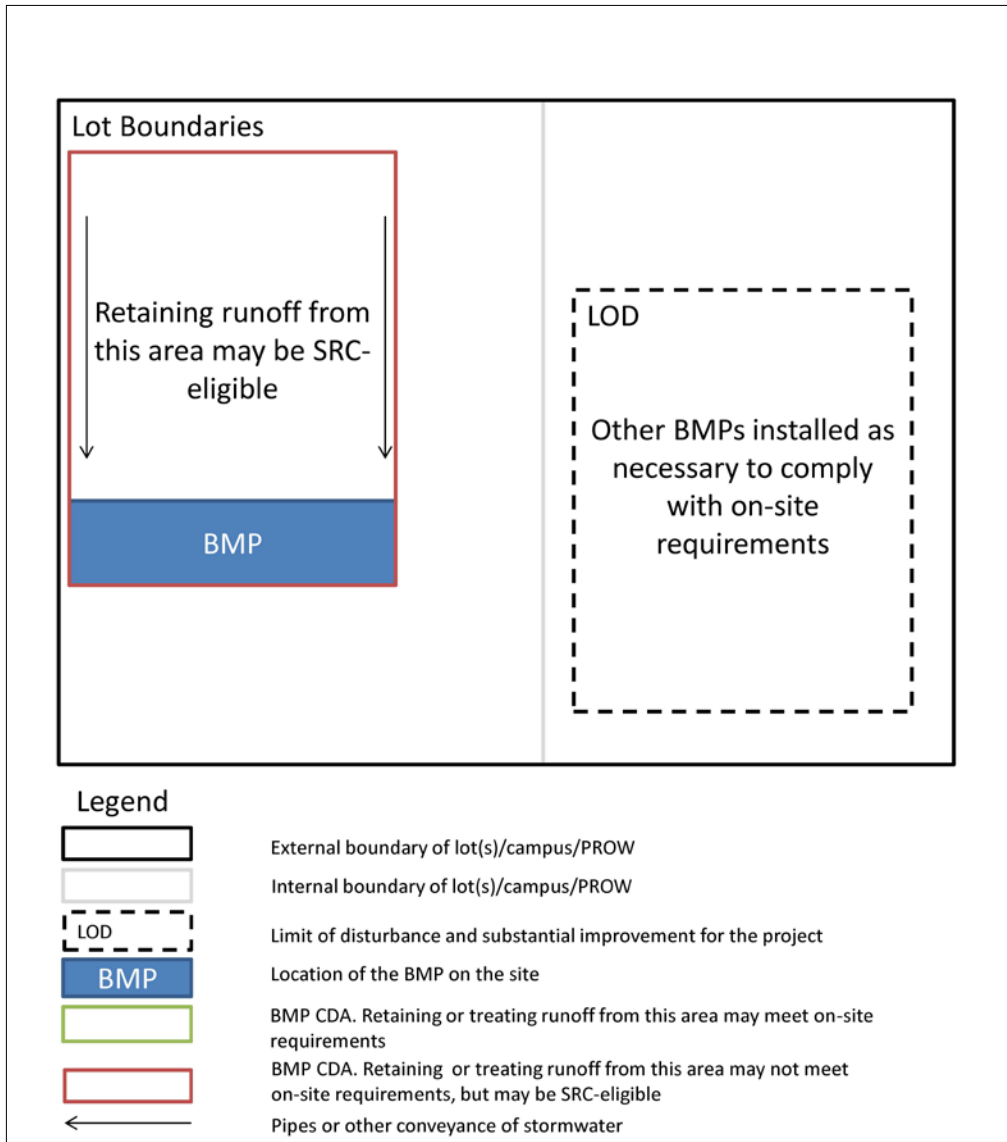 Lot Boundaries
Retaining runoff from
this area may be SRC-
eligible
BMP
LOD
Other BMPs installed as
necessary to comply
with on-site
requirements
Legend
External boundary of lot(s)/campus/PROW
Internal boundary of lot(s)/campus/PROW
LOD
Limit of disturbance and substantial improvement for the project
BMP
Location of the BMP on the site
BMP CDA. Retaining or treating runoff from this area may meet on-site
requirements
BMP CDA. Retaining or treating runoff from this area may not meet
on-site requirements, but may be SRC-eligible
Pipes or other conveyance of stormwater